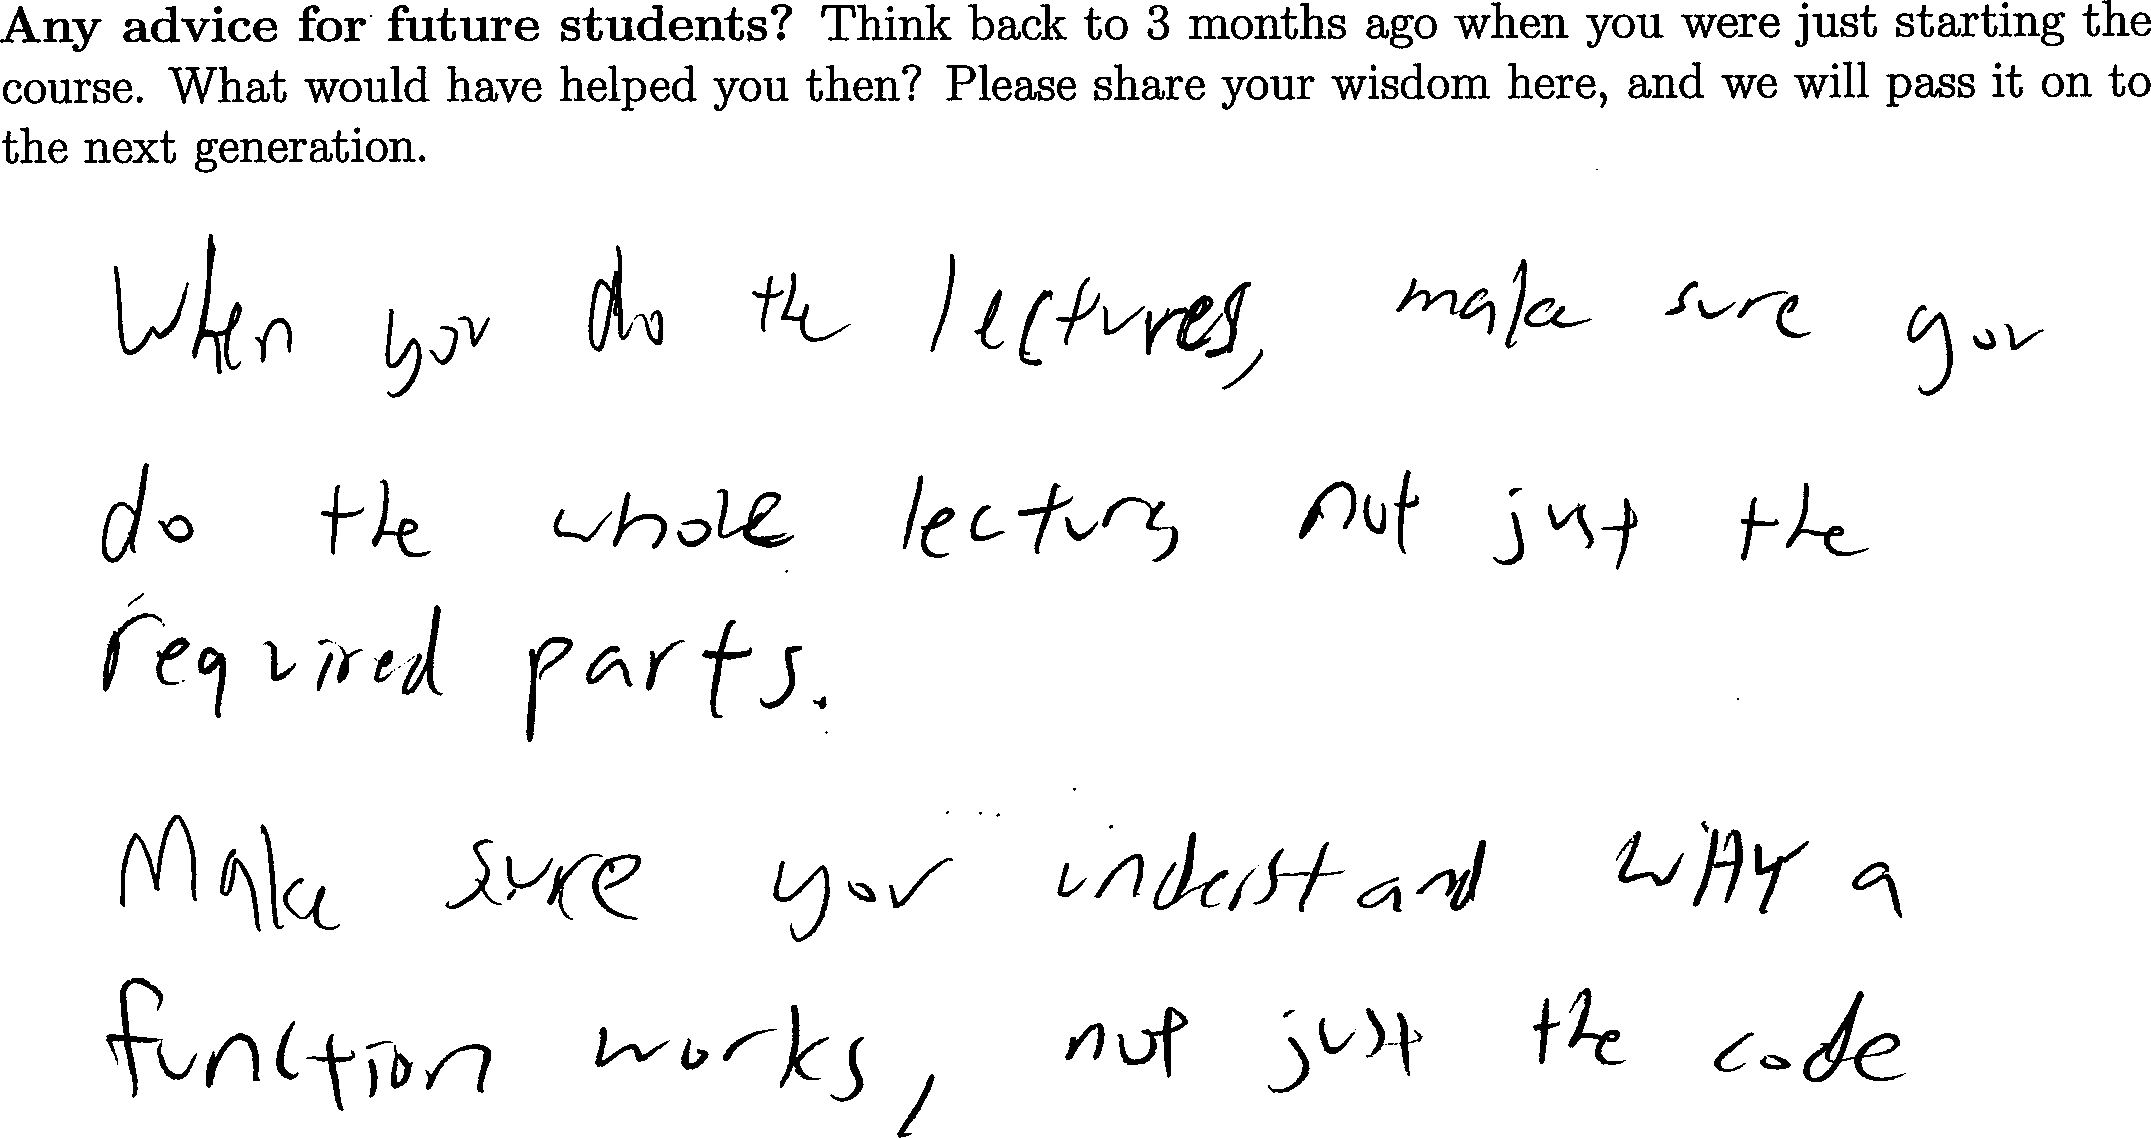 Any advice for future students? Think back to 3 months ago when you were just starting the
course. What would have helped you then? Please share your wisdom here, and we will pass it on to
the next generation.
When you do the lectures, make sure you
do the whole lecture not just the
required parts.
Make sure you understand WHY a
function works, not just the code